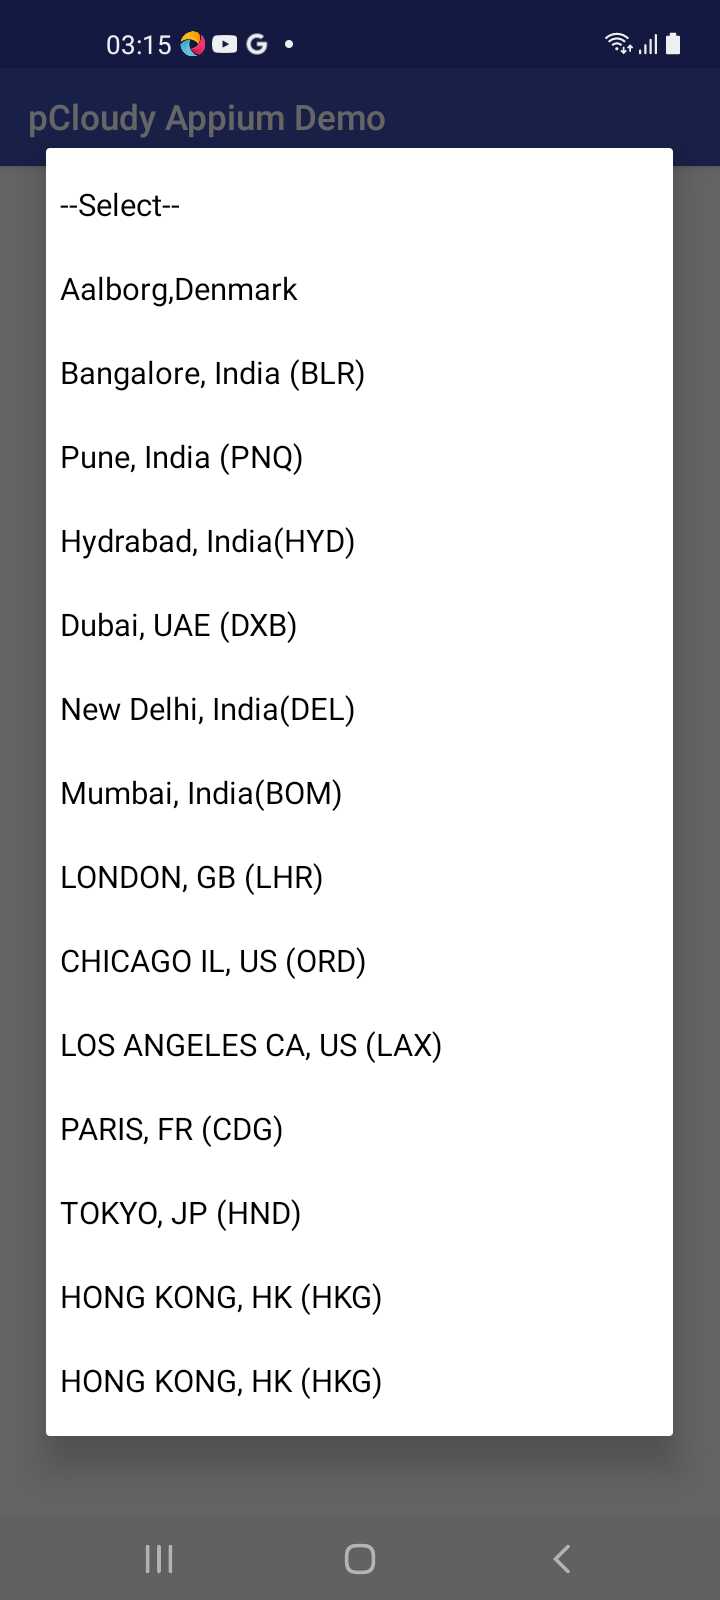 03:15
pCloudy Appium Demo
--Select--
Aalborg,Denmark
Bangalore, India (BLR)
Pune, India (PNQ)
Hydrabad, India(HYD)
Dubai, UAE (DXB)
New Delhi, India(DEL)
Mumbai, India(BOM)
LONDON, GB (LHR)
CHICAGO IL, US (ORD)
LOS ANGELES CA, US (LAX)
PARIS, FR (CDG)
TOKYO, JP (HND)
HONG KONG, HK (HKG)
HONG KONG, HK (HKG)